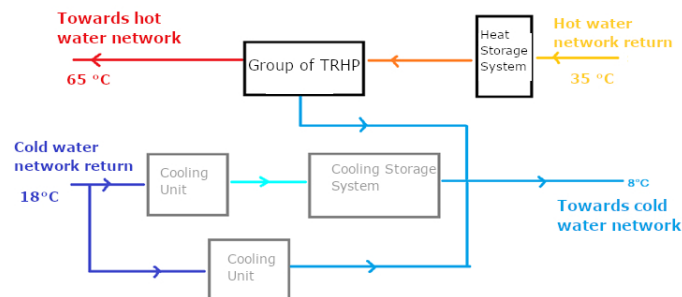 Towards hot
water network
65 °C
Group of TRHP
Heat
Storage
System
Hot water
network return
35 °C
Cold water
network return
18°C
Cooling
Unit
Cooling Storage
System
8°C
Towards cold
water network
Cooling
Unit